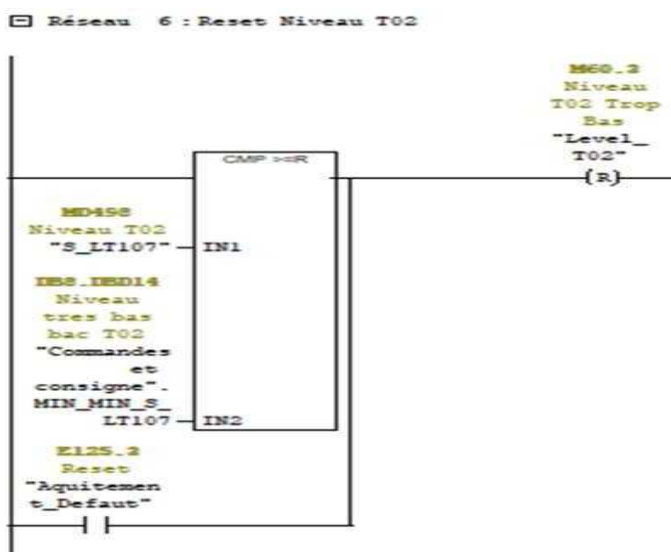 Réseau 6 : Reset Niveau T02
M60.3
Niveau
T02 Trop
Bas
"Level_
T02"
(R)
CMP >=R
MD498
Niveau T02
"S_LT107"
IN1
DB8.DBD14
Niveau
tres bas
bac T02
"Commandes
et
consigne".
MIN_MIN_S_
LT107
IN2
E125.3
Reset
"Aquitemen
t_Defaut"